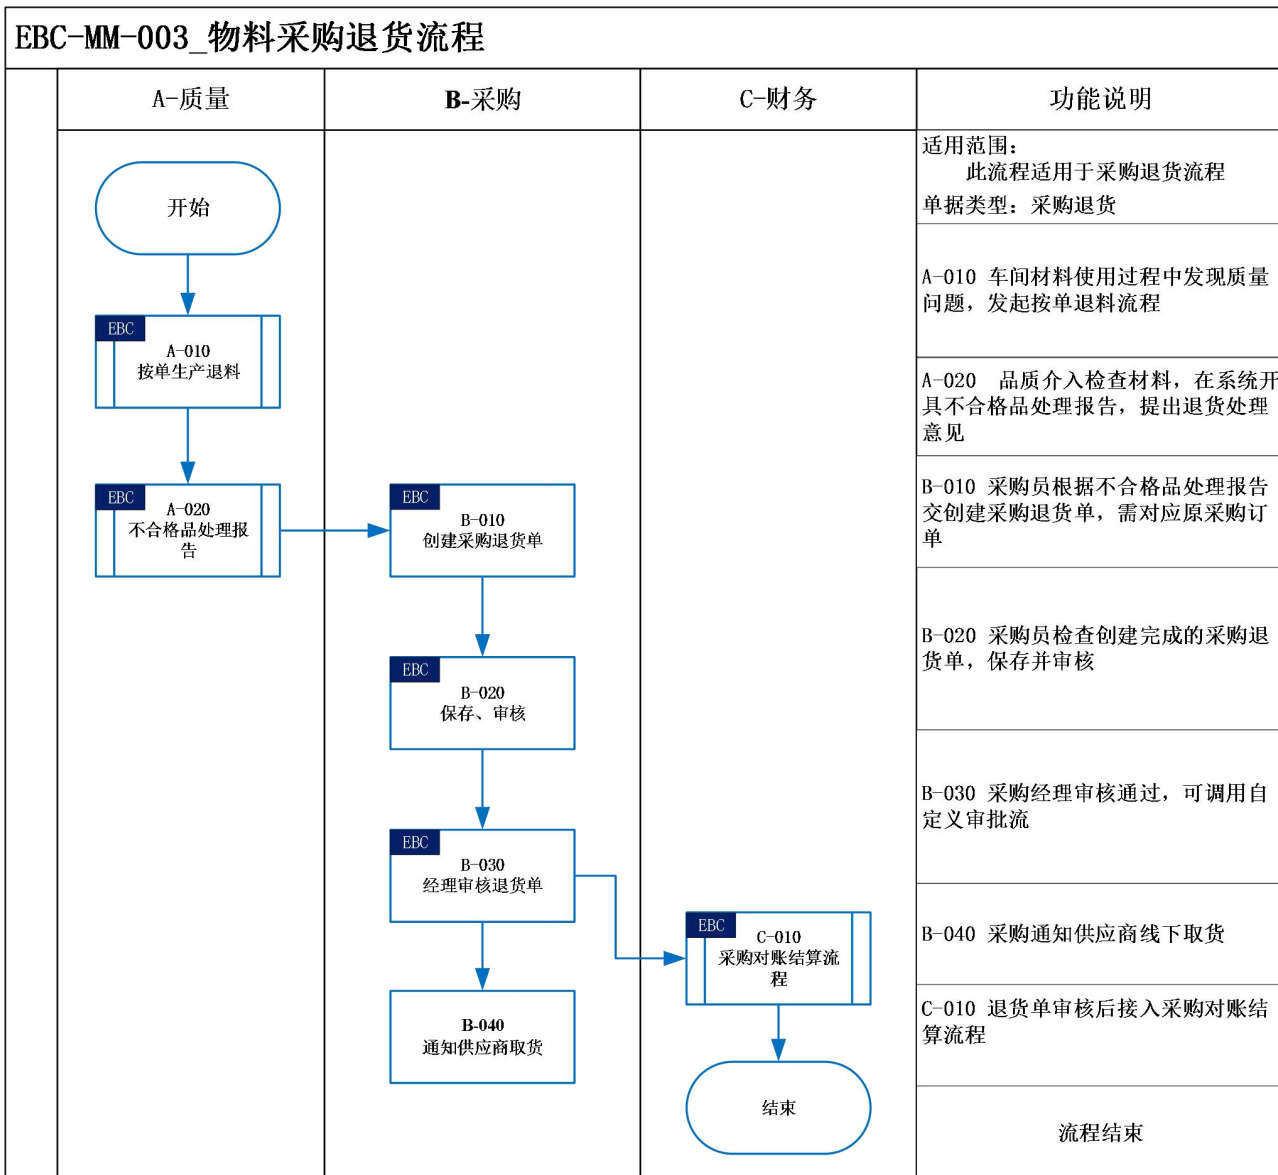 EBC-MM-003_物料采购退货流程
A-质量
B-采购
C-财务
功能说明
开始
EBC
A-010
按单生产退料
EBC
A-020
不合格品处理报
告
EBC
B-010
创建采购退货单
EBC
B-020
保存、审核
EBC
B-030
经理审核退货单
B-040
通知供应商取货
EBC
C-010
采购对账结算流
程
结束
适用范围：
此流程适用于采购退货流程
单据类型：采购退货
A-010 车间材料使用过程中发现质量
问题，发起按单退料流程
A-020 品质介入检查材料，在系统开
具不合格品处理报告，提出退货处理
意见
B-010 采购员根据不合格品处理报告
交创建采购退货单，需对应原采购订
单
B-020 采购员检查创建完成的采购退
货单，保存并审核
B-030 采购经理审核通过，可调用自
定义审批流
B-040 采购通知供应商线下取货
C-010 退货单审核后接入采购对账结
算流程
流程结束